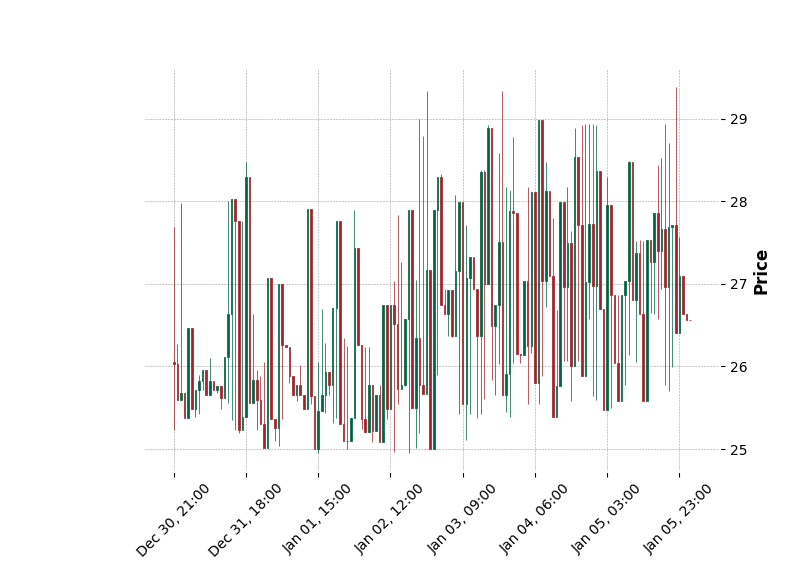 29
28
27
26
25
Price
Dec 30, 21:00
Dec 31, 18:00
Jan 01, 15:00
Jan 02, 12:00
Jan 03, 09:00
Jan 04, 06:00
Jan 05, 03:00
Jan 05, 23:00